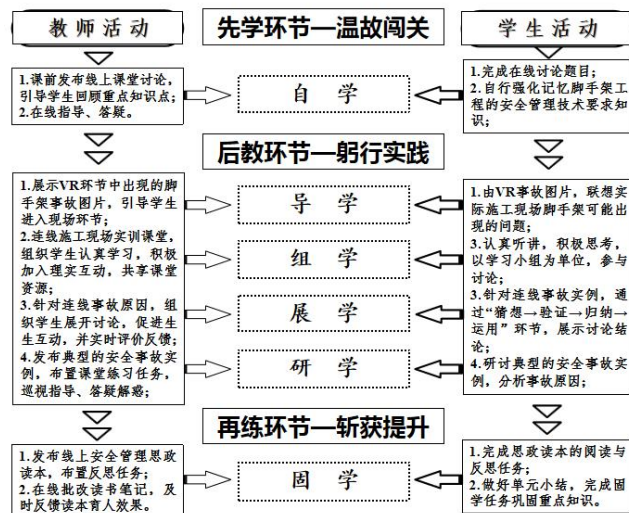 教师活动
先学环节—温故闯关
学生活动
1.课前发布线上课堂讨论，
引导学生回顾重点知识点；
2.在线指导、答疑。
自 学
1.完成在线讨论题目；
2.自行强化记忆脚手架工
程的安全管理技术要求知
识；
后教环节—躬行实践
1.展示VR环节中出现的脚
手架事故图片，引导学生
进入现场环节；
2.连线施工现场实训课堂，
组织学生认真学习，积极
加入理实互动，共享课堂
资源；
3.针对连线事故原因，组
织学生展开讨论，促进生
生互动，并实时评价反馈；
4.发布典型的安全事故实
例，布置课堂练习任务，
巡视指导、答疑解惑；
导 学
组 学
展 学
研 学
1.由VR事故图片，联想实
际施工现场脚手架可能出
现的问题；
3.认真听讲，积极思考，
以学习小组为单位，参与
讨论；
3.针对连线事故实例，通
过“猜想→验证→归纳→
运用”环节，展示讨论结
论；
4.研讨典型的安全事故实
例，分析事故原因；
再练环节—斩获提升
1.发布线上安全管理思政
读本，布置反思任务；
2.在线批改读书笔记，及
时反馈读本育人效果。
固 学
1.完成思政读本的阅读与
反思任务；
2.做好单元小结，完成固
学任务巩固重点知识。